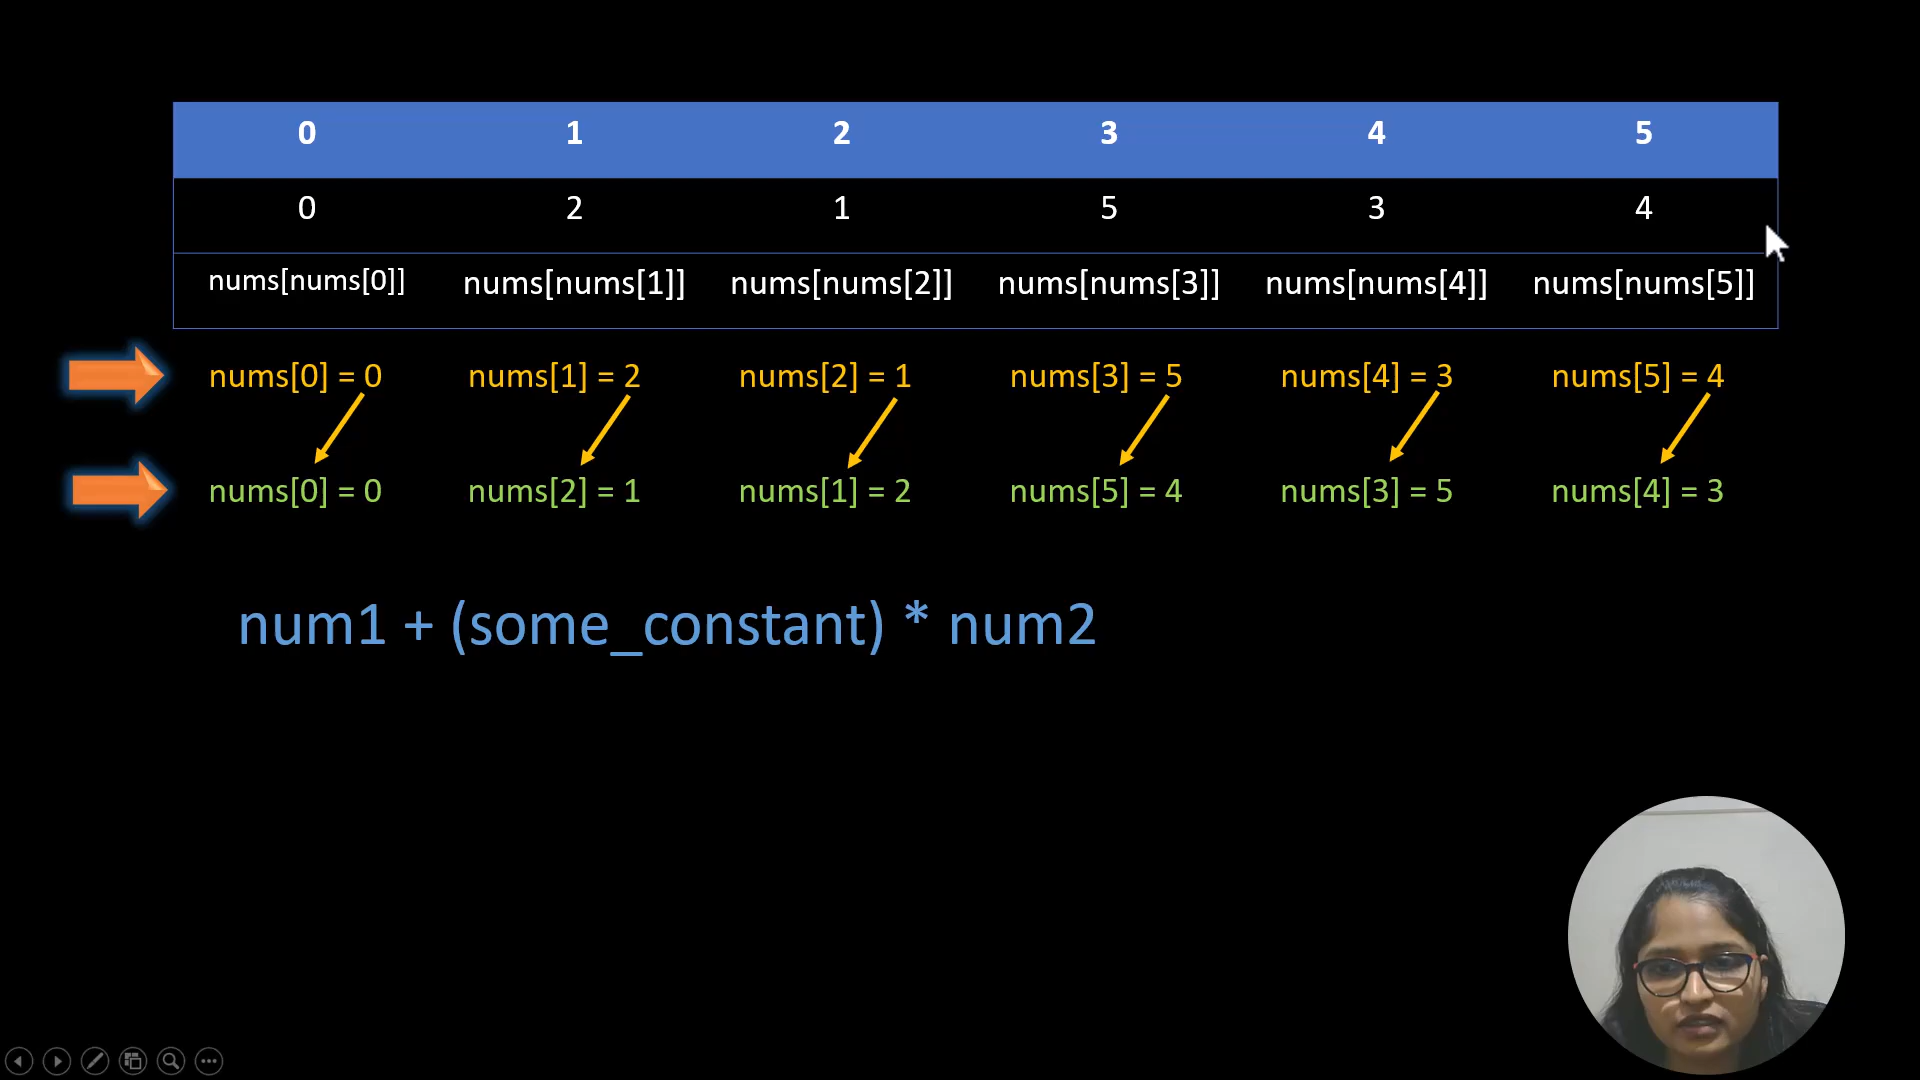 0 1 2 3 4 5
0 2 1 5 3 4
nums[nums[0]] nums[nums[1]] nums[nums[2]] nums[nums[3]] nums[nums[4]] nums[nums[5]]
nums[0] = 0 nums[1] = 2 nums[2] = 1 nums[3] = 5 nums[4] = 3 nums[5] = 4
nums[0] = 0 nums[2] = 1 nums[1] = 2 nums[5] = 4 nums[3] = 5 nums[4] = 3
num1 + (some_constant) * num2